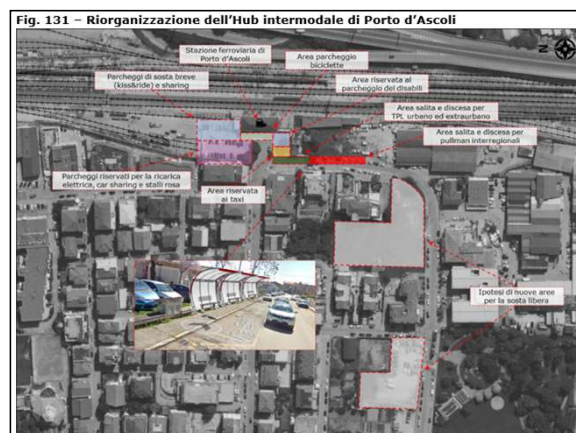 Fig. 131 – Riorganizzazione dell'Hub intermodale di Porto d'Ascoli
Stazione ferroviaria di
Porto d'Ascoli
Area parcheggio
biciclette
N
Parcheggi di sosta breve
(kiss&ride) e sharing
Area riservata al
parcheggio dei disabili
Area salita e discesa per
TPL urbano ed extraurbano
Area salita e discesa per
pullman interregionali
Parcheggi riservati per la ricarica
elettrica, car sharing e stalli rosa
Area riservata
ai taxi
Ipotesi di nuove aree
per la sosta libera